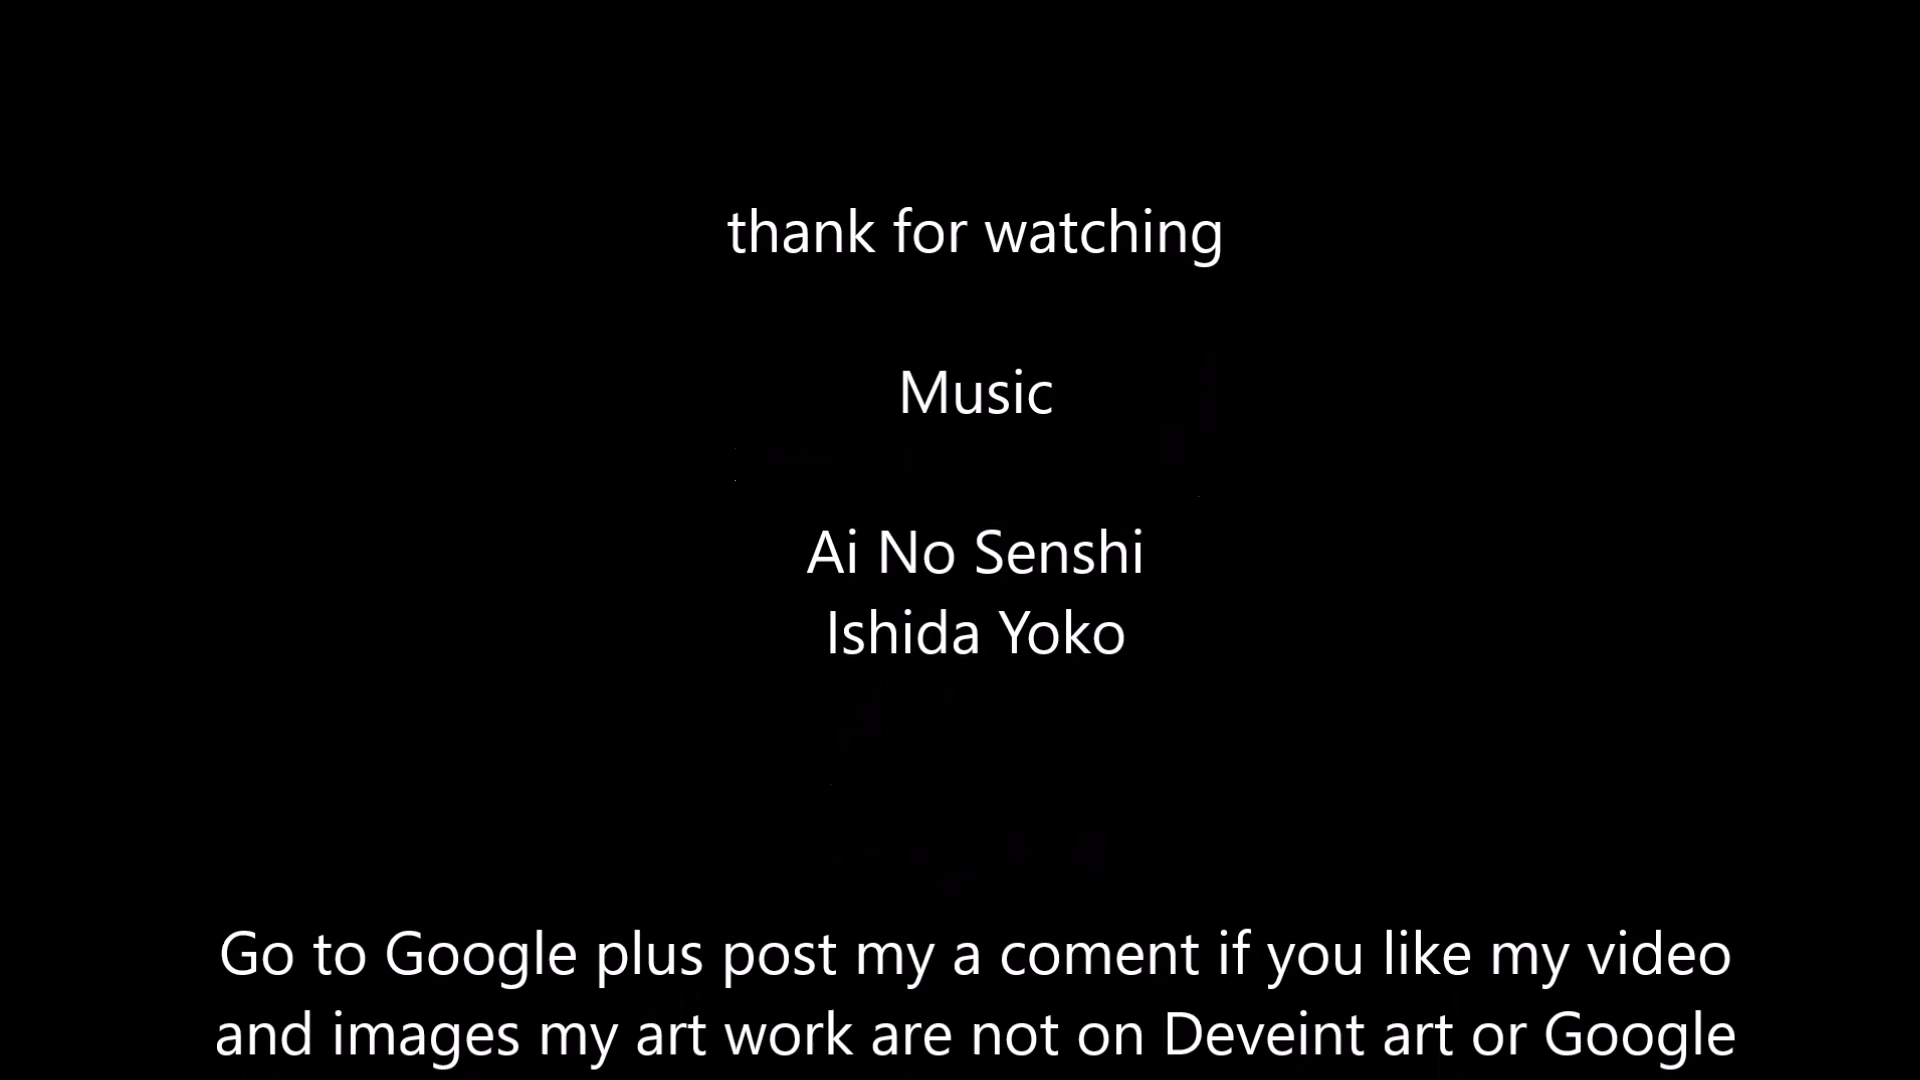 thank for watching
Music
Ai No Senshi
Ishida Yoko
Go to Google plus post my a coment if you like my video
and images my art work are not on Deveint art or Google